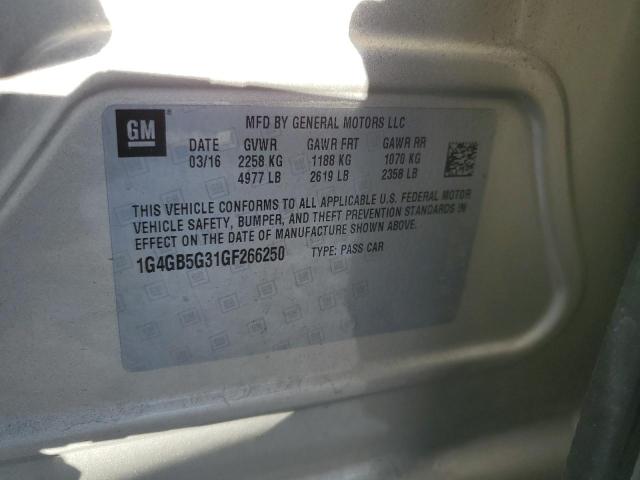 GM
MFD BY GENERAL MOTORS LLC
DATE GVWR GAWR FRT GAWR RR
03/16 2258 KG 1188 KG 1070 KG
4977 LB 2619 LB 2358 LB
THIS VEHICLE CONFORMS TO ALL APPLICABLE U.S. FEDERAL MOTOR
VEHICLE SAFETY, BUMPER, AND THEFT PREVENTION STANDARDS IN
EFFECT ON THE DATE OF MANUFACTURE SHOWN ABOVE.
1G4GB5G31GF266250 TYPE: PASS CAR